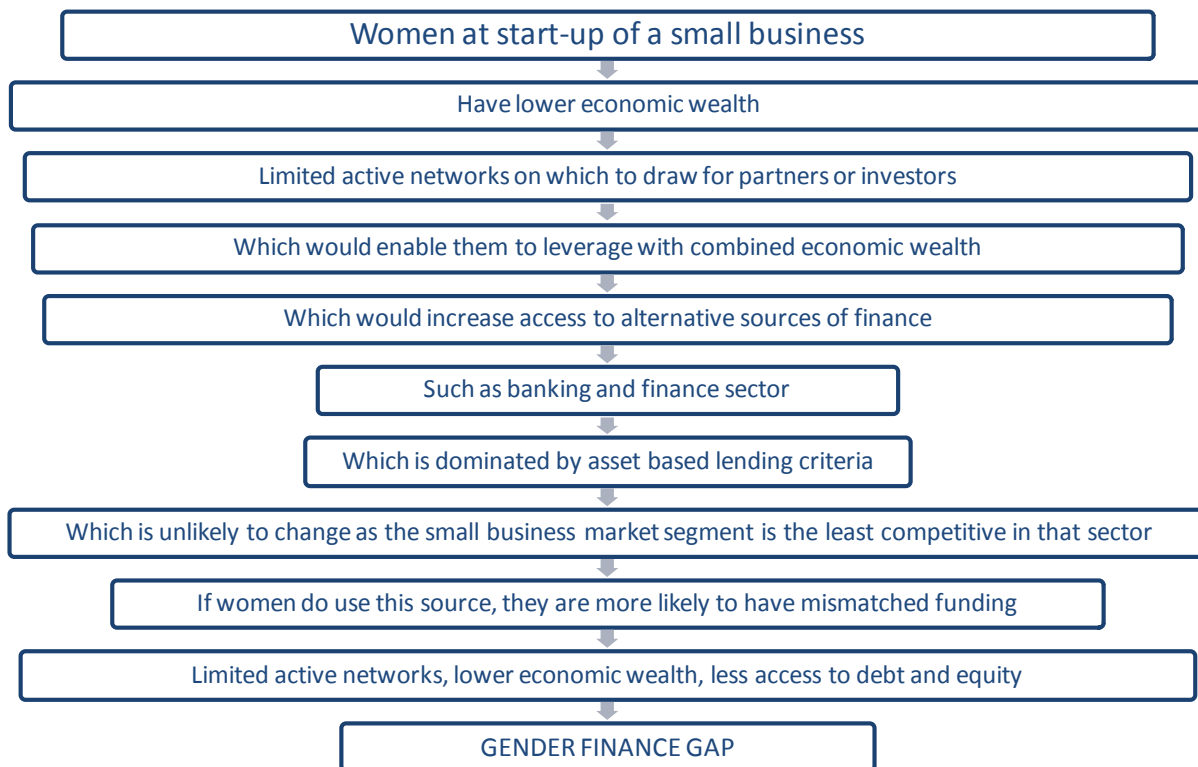 Women at start-up of a small business
Have lower economic wealth
Limited active networks on which to draw for partners or investors
Which would enable them to leverage with combined economic wealth
Which would increase access to alternative sources of finance
Such as banking and finance sector
Which is dominated by asset based lending criteria
Which is unlikely to change as the small business market segment is the least competitive in that sector
If women do use this source, they are more likely to have mismatched funding
Limited active networks, lower economic wealth, less access to debt and equity
GENDER FINANCE GAP